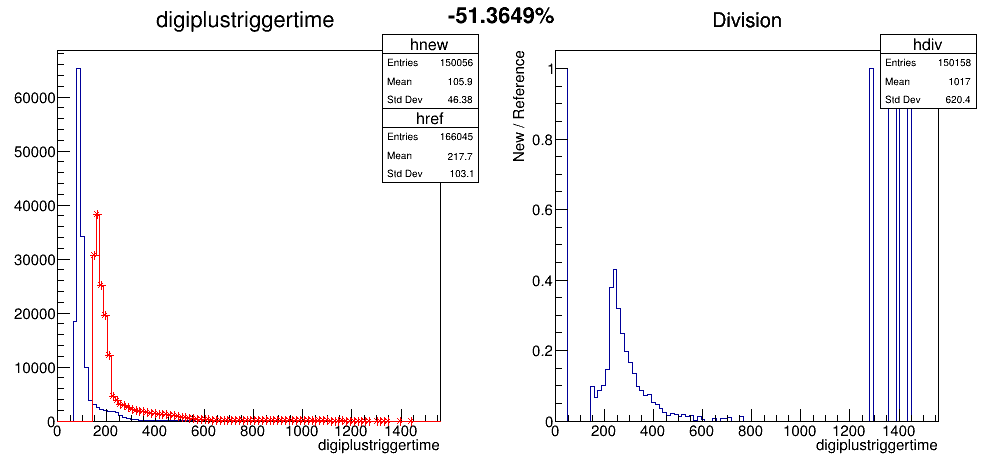 -51.3649%
digiplustriggertime
hnew
Entries 150056
Mean 105.9
Std Dev 46.38
href
Entries 166045
Mean 217.7
Std Dev 103.1
60000
50000
40000
30000
20000
10000
0
0 200 400 600 800 1000 1200 1400
digiplustriggertime
Division
hdiv
Entries 150158
Mean 1017
Std Dev 620.4
New / Reference
1
0.8
0.6
0.4
0.2
0
0 200 400 600 800 1000 1200 1400
digiplustriggertime